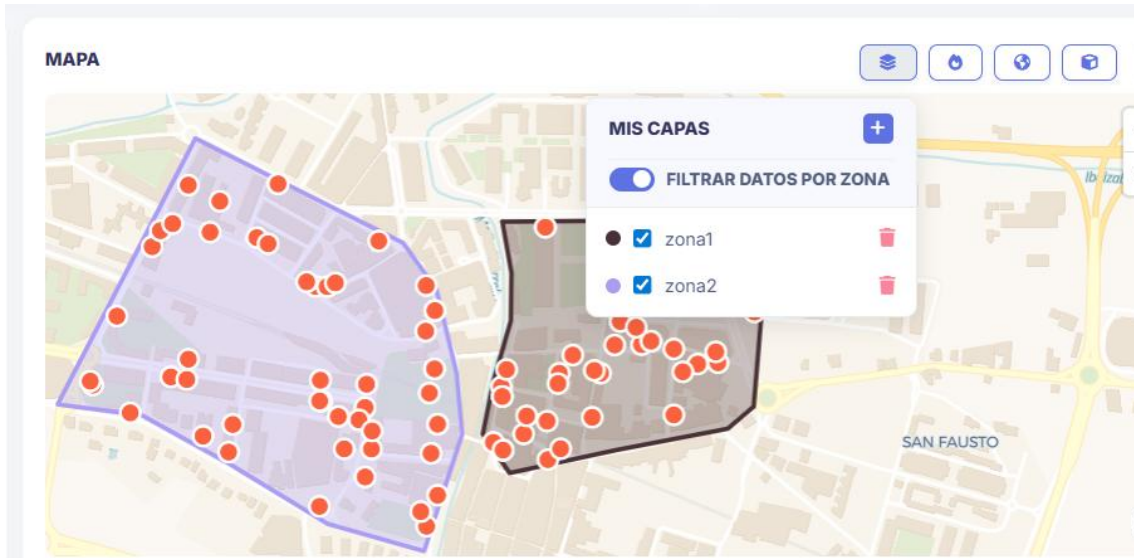 MAPA
MIS CAPAS
FILTRAR DATOS POR ZONA
zona1
zona2
SAN FAUSTO